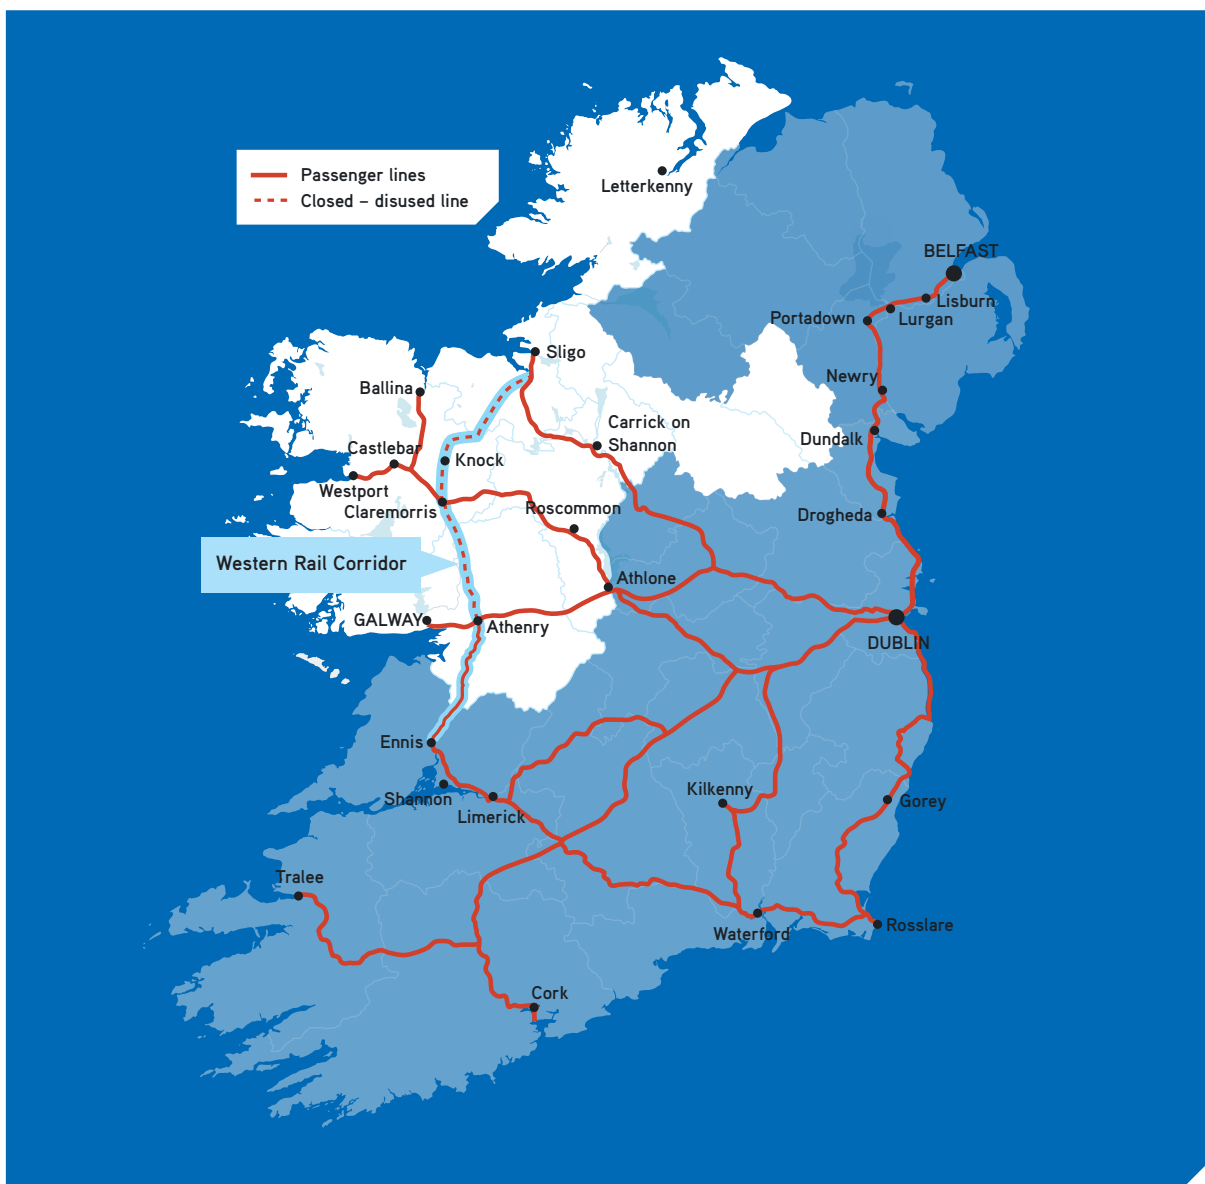 Passenger lines
Closed – disused line
Letterkenny
BELFAST
Lisburn
Lurgan
Portadown
Sligo
Newry
Ballina
Carrick on
Shannon
Dundalk
Castlebar
Knock
Westport
Claremorris
Roscommon
Drogheda
Western Rail Corridor
Athlone
GALWAY
Athenry
DUBLIN
Ennis
Shannon
Limerick
Kilkenny
Gorey
Tralee
Waterford
Rosslare
Cork